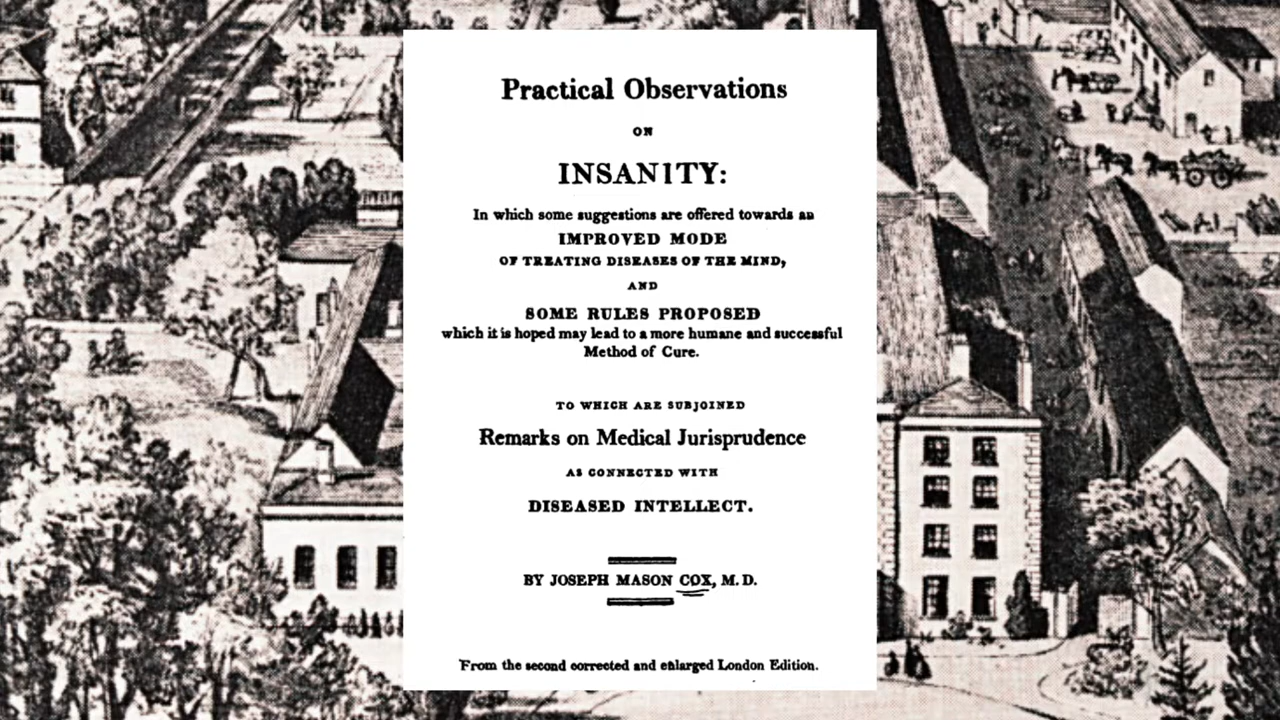 Practical Observations
ON
INSANITY:
In which some suggestions are offered towards an
IMPROVED MODE
OF TREATING DISEASES OF THE MIND,
AND
SOME RULES PROPOSED
which it is hoped may lead to a more humane and successful
Method of Cure.
TO WHICH ARE SUBJOINED
Remarks on Medical Jurisprudence
AS CONNECTED WITH
DISEASED INTELLECT.
BY JOSEPH MASON COX, M. D.
From the second corrected and enlarged London Edition.